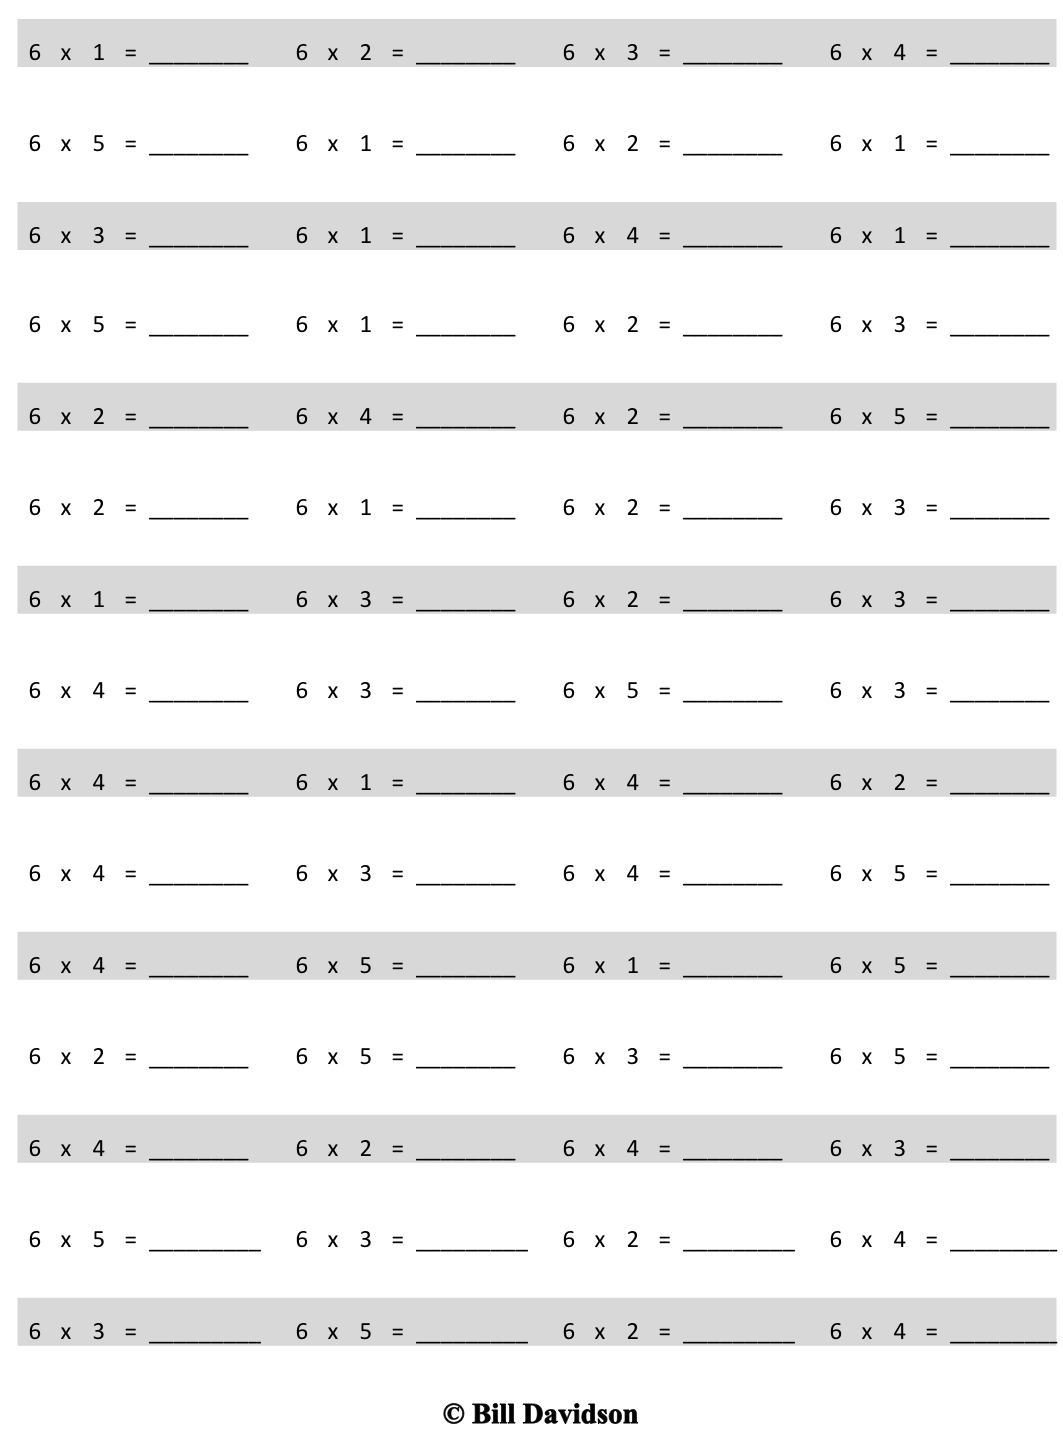 6 x 1 = ________ 6 x 2 = ________ 6 x 3 = ________ 6 x 4 = ________
6 x 5 = ________ 6 x 1 = ________ 6 x 2 = ________ 6 x 1 = ________
6 x 3 = ________ 6 x 1 = ________ 6 x 4 = ________ 6 x 1 = ________
6 x 5 = ________ 6 x 1 = ________ 6 x 2 = ________ 6 x 3 = ________
6 x 2 = ________ 6 x 4 = ________ 6 x 2 = ________ 6 x 5 = ________
6 x 2 = ________ 6 x 1 = ________ 6 x 2 = ________ 6 x 3 = ________
6 x 1 = ________ 6 x 3 = ________ 6 x 2 = ________ 6 x 3 = ________
6 x 4 = ________ 6 x 3 = ________ 6 x 5 = ________ 6 x 3 = ________
6 x 4 = ________ 6 x 1 = ________ 6 x 4 = ________ 6 x 2 = ________
6 x 4 = ________ 6 x 3 = ________ 6 x 4 = ________ 6 x 5 = ________
6 x 4 = ________ 6 x 5 = ________ 6 x 1 = ________ 6 x 5 = ________
6 x 2 = ________ 6 x 5 = ________ 6 x 3 = ________ 6 x 5 = ________
6 x 4 = ________ 6 x 2 = ________ 6 x 4 = ________ 6 x 3 = ________
6 x 5 = _________ 6 x 3 = _________ 6 x 2 = _________ 6 x 4 = _________
6 x 3 = _________ 6 x 5 = _________ 6 x 2 = _________ 6 x 4 = _________
© Bill Davidson